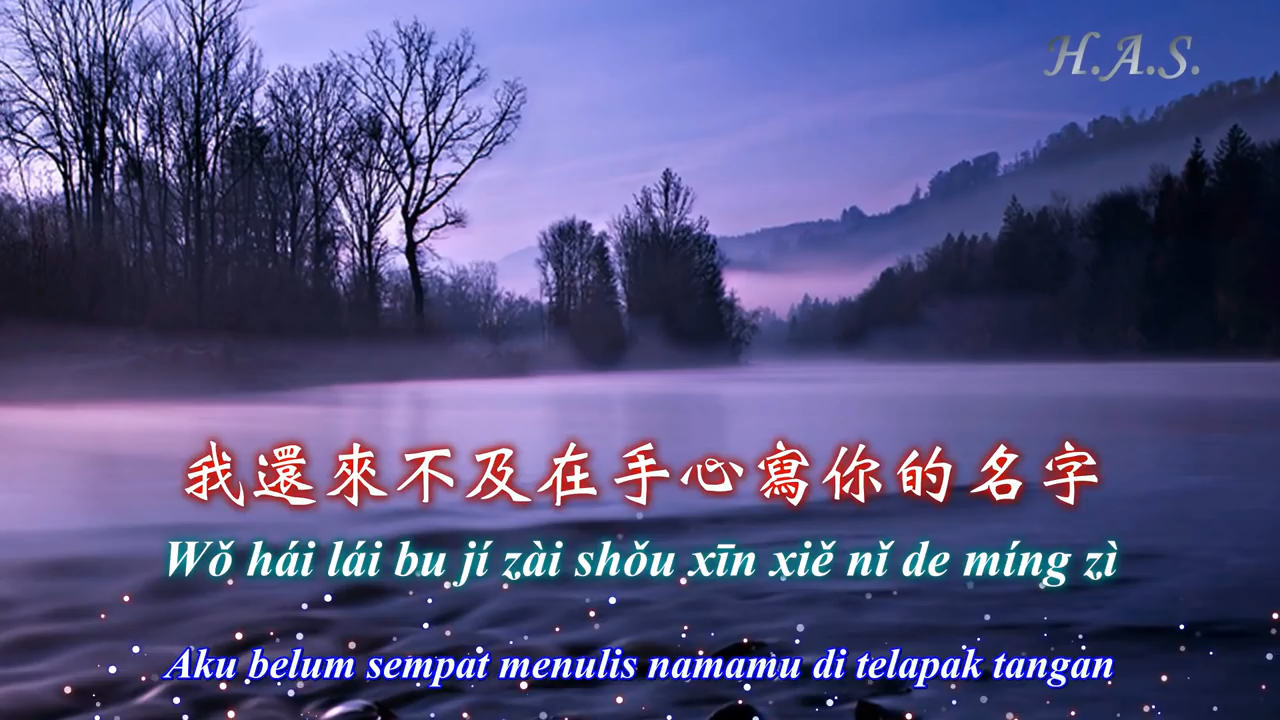 H.A.S.
我還來不及在手心寫你的名字
Wǒ hái lái bu jí zài shǒu xīn xiě nǐ de míng zì
Aku belum sempat menulis namamu di telapak tangan